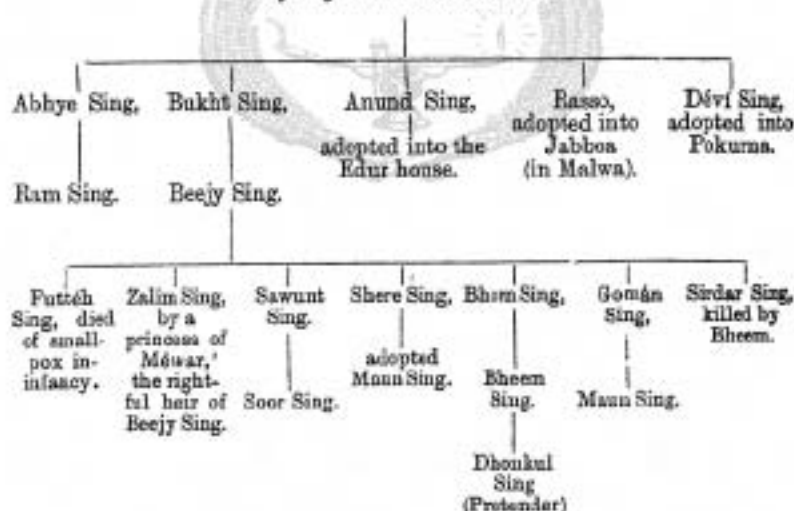 Abhye Sing,
Bukht Sing,
Anund Sing,
adopted into the
Edur house.
Rasso,
adopted into
Jabboa
(in Malwa).
Déví Sing,
adopted into
Pokurna.
Ram Sing.
Beejy Sing.
Futtéh
Sing, died
of small-
pox in-
infancy.
Zalim Sing,
by a
princess of
'Méwar,'
the right-
ful heir of
Beejy Sing.
Sawunt
Sing.
Soor Sing.
Shere Sing,
adopted
Maun Sing.
Bhom Sing,
Bheem
Sing.
Dhonkul
Sing
(Pretender)
Gomán
Sing,
Maun Sing.
Sirdar Sing,
killed by
Bheem.